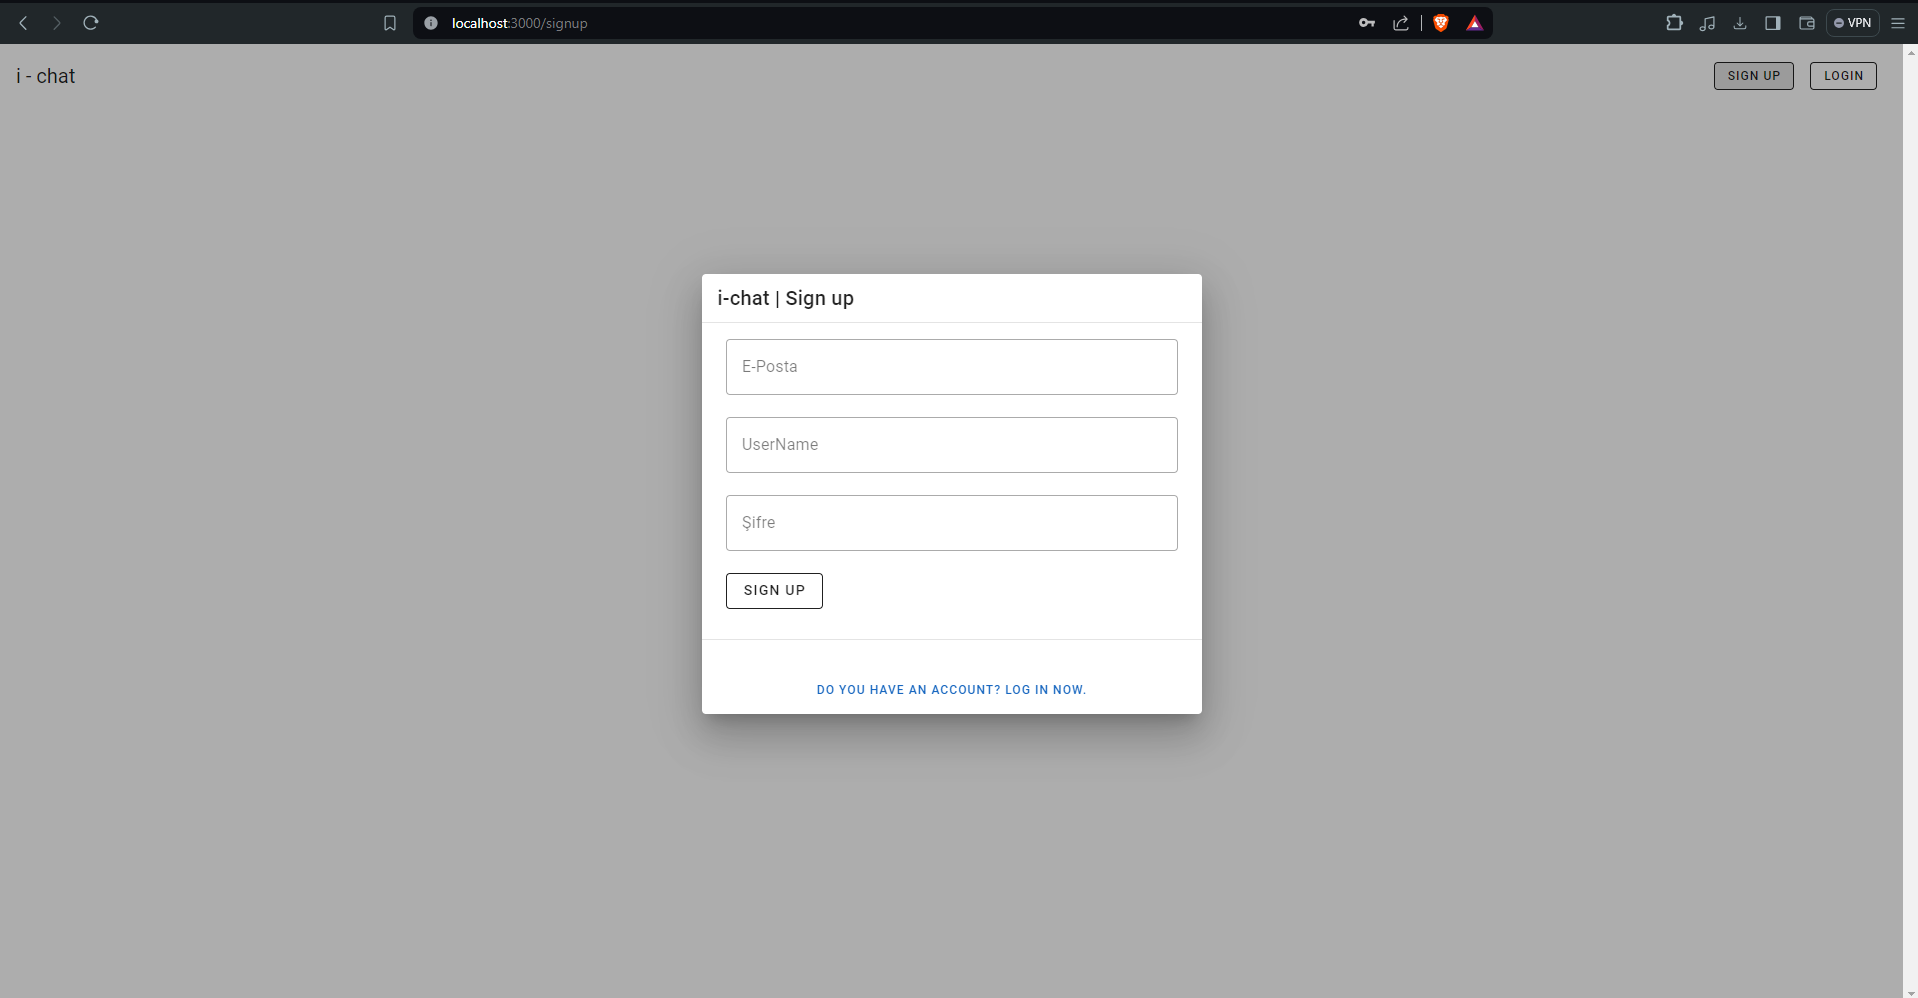 localhost:3000/signup
VPN
i - chat
SIGN UP
LOGIN
i-chat | Sign up
E-Posta
UserName
Şifre
SIGN UP
DO YOU HAVE AN ACCOUNT? LOG IN NOW.